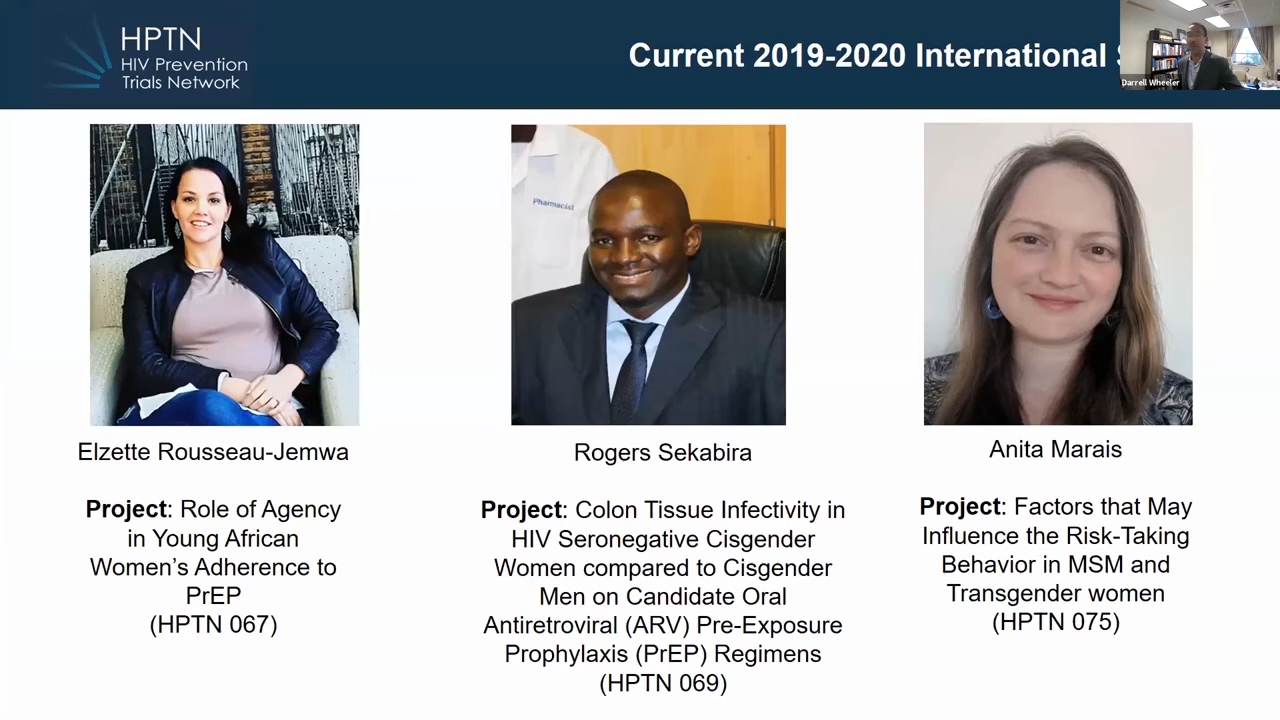 HPTN
HIV Prevention
Trials Network
Current 2019-2020 International
Darrell Wheeler
Pharmacist
Elzette Rousseau-Jemwa
Project: Role of Agency
in Young African
Women’s Adherence to
PrEP
(HPTN 067)
Rogers Sekabira
Project: Colon Tissue Infectivity in
HIV Seronegative Cisgender
Women compared to Cisgender
Men on Candidate Oral
Antiretroviral (ARV) Pre-Exposure
Prophylaxis (PrEP) Regimens
(HPTN 069)
Anita Marais
Project: Factors that May
Influence the Risk-Taking
Behavior in MSM and
Transgender women
(HPTN 075)